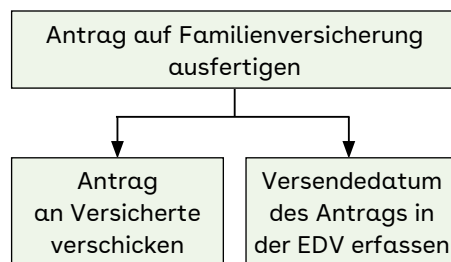 Antrag auf Familienversicherung
ausfertigen
Antrag
an Versicherte
verschicken
Versendedatum
des Antrags in
der EDV erfassen